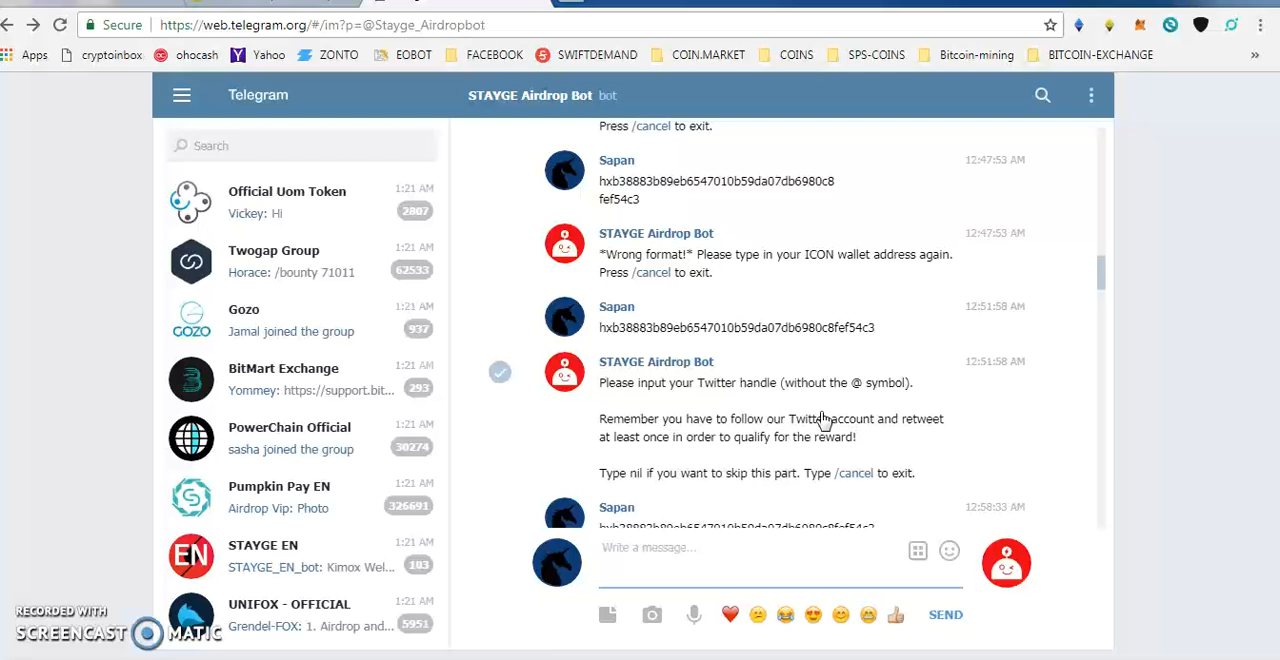 Secure https://web.telegram.org/#/im?p=@Stayge_Airdropbot
Apps cryptoinbox ohocash Yahoo ZONTO EOBOT FACEBOOK SWIFTDEMAND COIN.MARKET COINS SPS-COINS Bitcoin-mining BITCOIN-EXCHANGE »
Telegram
STAYGE Airdrop Bot bot
Search
Official Uom Token 1:21 AM
Vickey: Hi 2807
Twogap Group 1:21 AM
Horace: /bounty 71011 62533
Gozo 1:21 AM
Jamal joined the group 937
GOZO
BitMart Exchange 1:21 AM
Yommey: https://support.bit... 293
PowerChain Official 1:21 AM
sasha joined the group 30274
Pumpkin Pay EN 1:21 AM
Airdrop Vip: Photo 326691
STAYGE EN 1:21 AM
EN
STAYGE_EN_bot: Kimox Wel... 103
UNIFOX - OFFICIAL 1:21 AM
Grendel-FOX: 1. Airdrop and... 5951
Press /cancel to exit.
Sapan 12:47:53 AM
hxb38883b89eb6547010b59da07db6980c8
fef54c3
STAYGE Airdrop Bot 12:47:53 AM
*Wrong format!* Please type in your ICON wallet address again.
Press /cancel to exit.
Sapan 12:51:58 AM
hxb38883b89eb6547010b59da07db6980c8fef54c3
STAYGE Airdrop Bot 12:51:58 AM
Please input your Twitter handle (without the @ symbol).
Remember you have to follow our Twitter account and retweet
at least once in order to qualify for the reward!
Type nil if you want to skip this part. Type /cancel to exit.
Sapan 12:58:33 AM
hxb38883b89eb6547010b59da07db6980c8fef54c3
Write a message...
SEND
RECORDED WITH
SCREENCAST MATIC